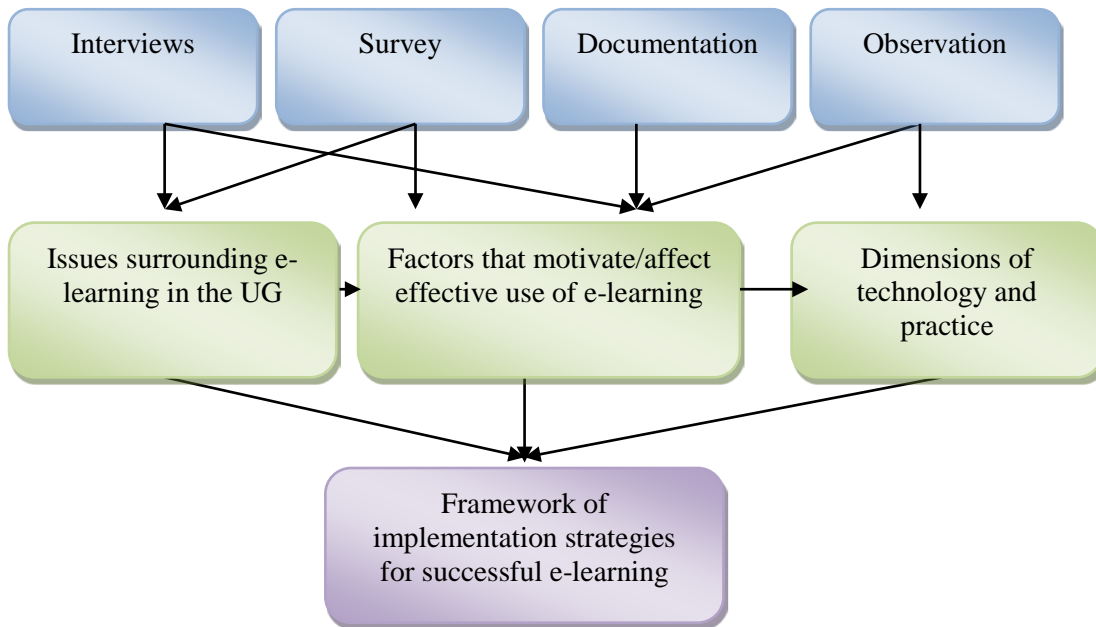 Interviews
Survey
Documentation
Observation
Issues surrounding e-
learning in the UG
Factors that motivate/affect
effective use of e-learning
Dimensions of
technology and
practice
Framework of
implementation strategies
for successful e-learning